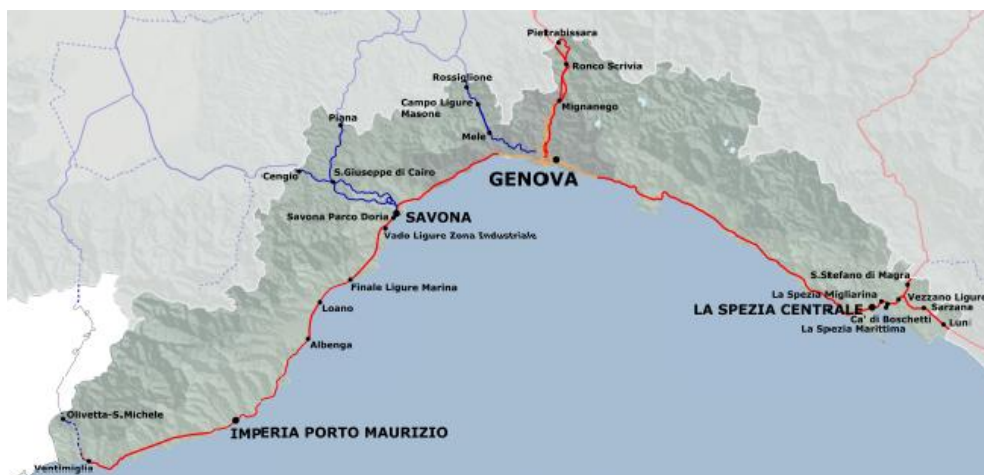 Pietrabissara
Ronco Scrivia
Rossiglione
Campo Ligure
Masone
Mignanego
Piana
Mele
GENOVA
Cengio
S.Giuseppe di Cairo
Savona Parco Doria
SAVONA
Vado Ligure Zona Industriale
Finale Ligure Marina
Loano
Albenga
S.Stefano di Magra
La Spezia Migliarina
Vezzano Ligure
LA SPEZIA CENTRALE
Sarzana
Ca' di Boschetti
La Spezia Marittima
Luni
Olivetta-S.Michele
IMPERIA PORTO MAURIZIO
Ventimiglia